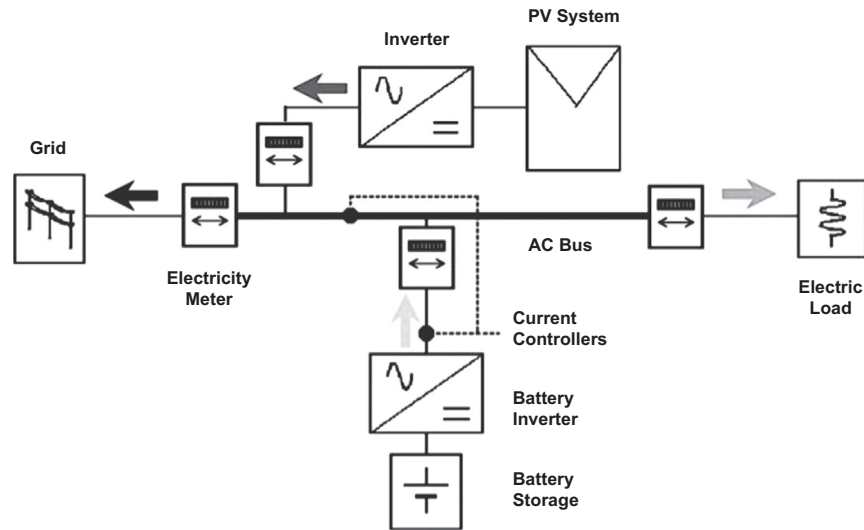 PV System
Inverter
Grid
Electricity
Meter
AC Bus
Electric
Load
Current
Controllers
Battery
Inverter
Battery
Storage